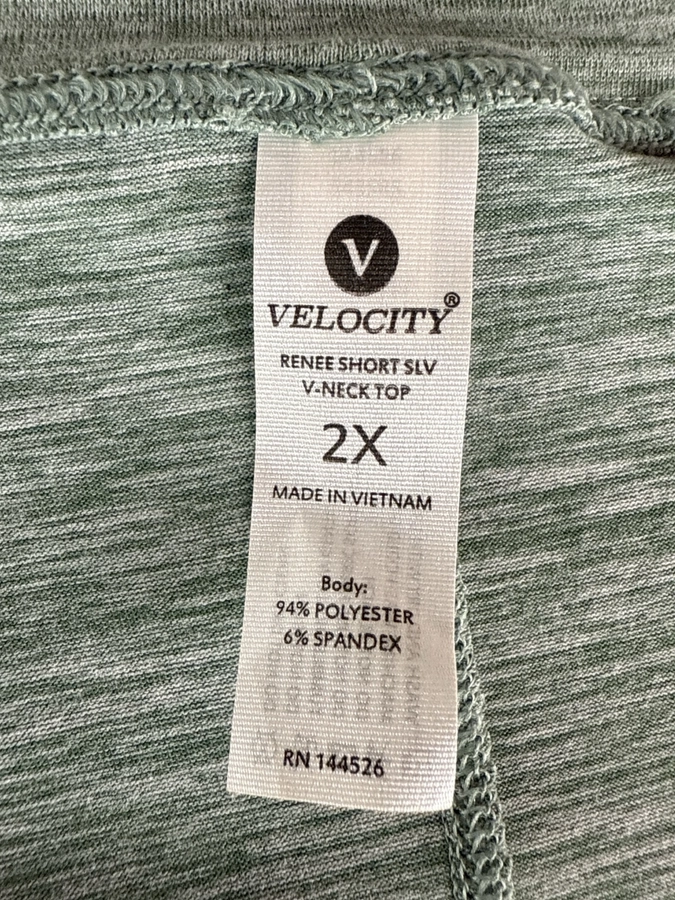 V
VELOCITY®
RENEE SHORT SLV
V-NECK TOP
2X
MADE IN VIETNAM
Body:
94% POLYESTER
6% SPANDEX
RN 144526